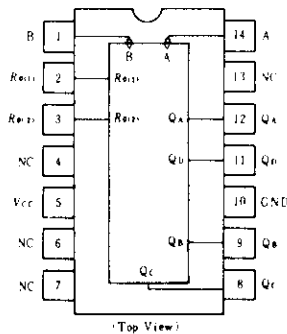 B 1 14 A
B A
R0(1) 2 R0(1) 13 NC
R0(2) 3 R0(2) QA 12 QA
NC 4 QD 11 QD
Vcc 5 10 GND
NC 6 QB 9 QB
QC
NC 7 8 QC
(Top View)